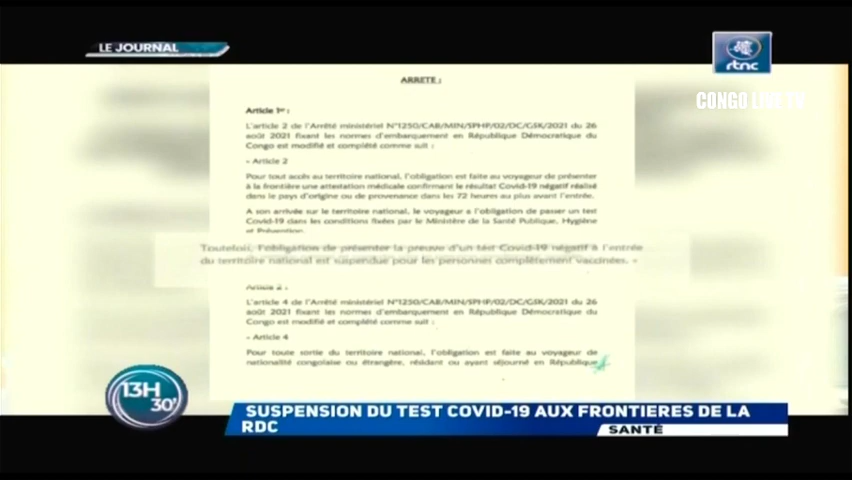 LE JOURNAL
rtnc
CONGO LIVE TV
ARRETE :
Article 1er :
L'article 2 de l'Arrêté ministériel N°1250/CAB/MIN/SPHP/02/DC/GSK/2021 du 26
août 2021 fixant les normes d'embarquement en République Démocratique du
Congo est modifié et complété comme suit :
« Article 2
Pour tout accès au territoire national, l'obligation est faite au voyageur de présenter
à la frontière une attestation médicale confirmant le résultat Covid-19 négatif réalisé
dans le pays d'origine ou de provenance dans les 72 heures au plus avant l'entrée.
A son arrivée sur le territoire national, le voyageur a l'obligation de passer un test
Covid-19 dans les conditions fixées par le Ministère de la Santé Publique, Hygiène
et Prévention.
Toutefois, l'obligation de présenter la preuve d'un test Covid-19 négatif à l'entrée
du territoire national est suspendue pour les personnes complètement vaccinées. »
Article 2 :
L'article 4 de l'Arrêté ministériel N°1250/CAB/MIN/SPHP/02/DC/GSK/2021 du 26
août 2021 fixant les normes d'embarquement en République Démocratique du
Congo est modifié et complété comme suit :
« Article 4
Pour toute sortie du territoire national, l'obligation est faite au voyageur de
nationalité congolaise ou étrangère, résidant ou ayant séjourné en République
13H
30'
SUSPENSION DU TEST COVID-19 AUX FRONTIERES DE LA
RDC
SANTÉ